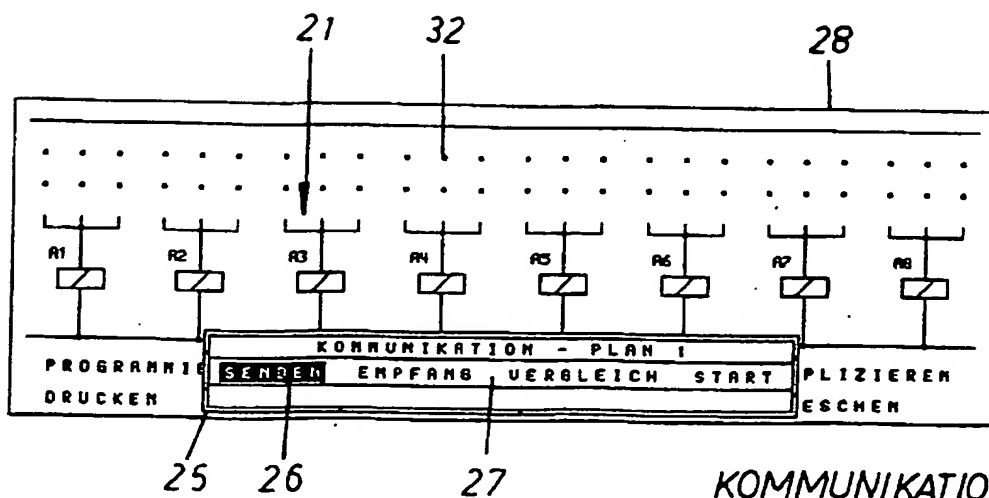 21 32 28
A1 A2 A3 A4 A5 A6 A7 A8
KOMMUNIKATION - PLAN
PROGRAMMIE SENDEN EMPFANG VERGLEICH START PLIZIEREN
DRUCKEN ESCHEN
25 26 27
KOMMUNIKATIO